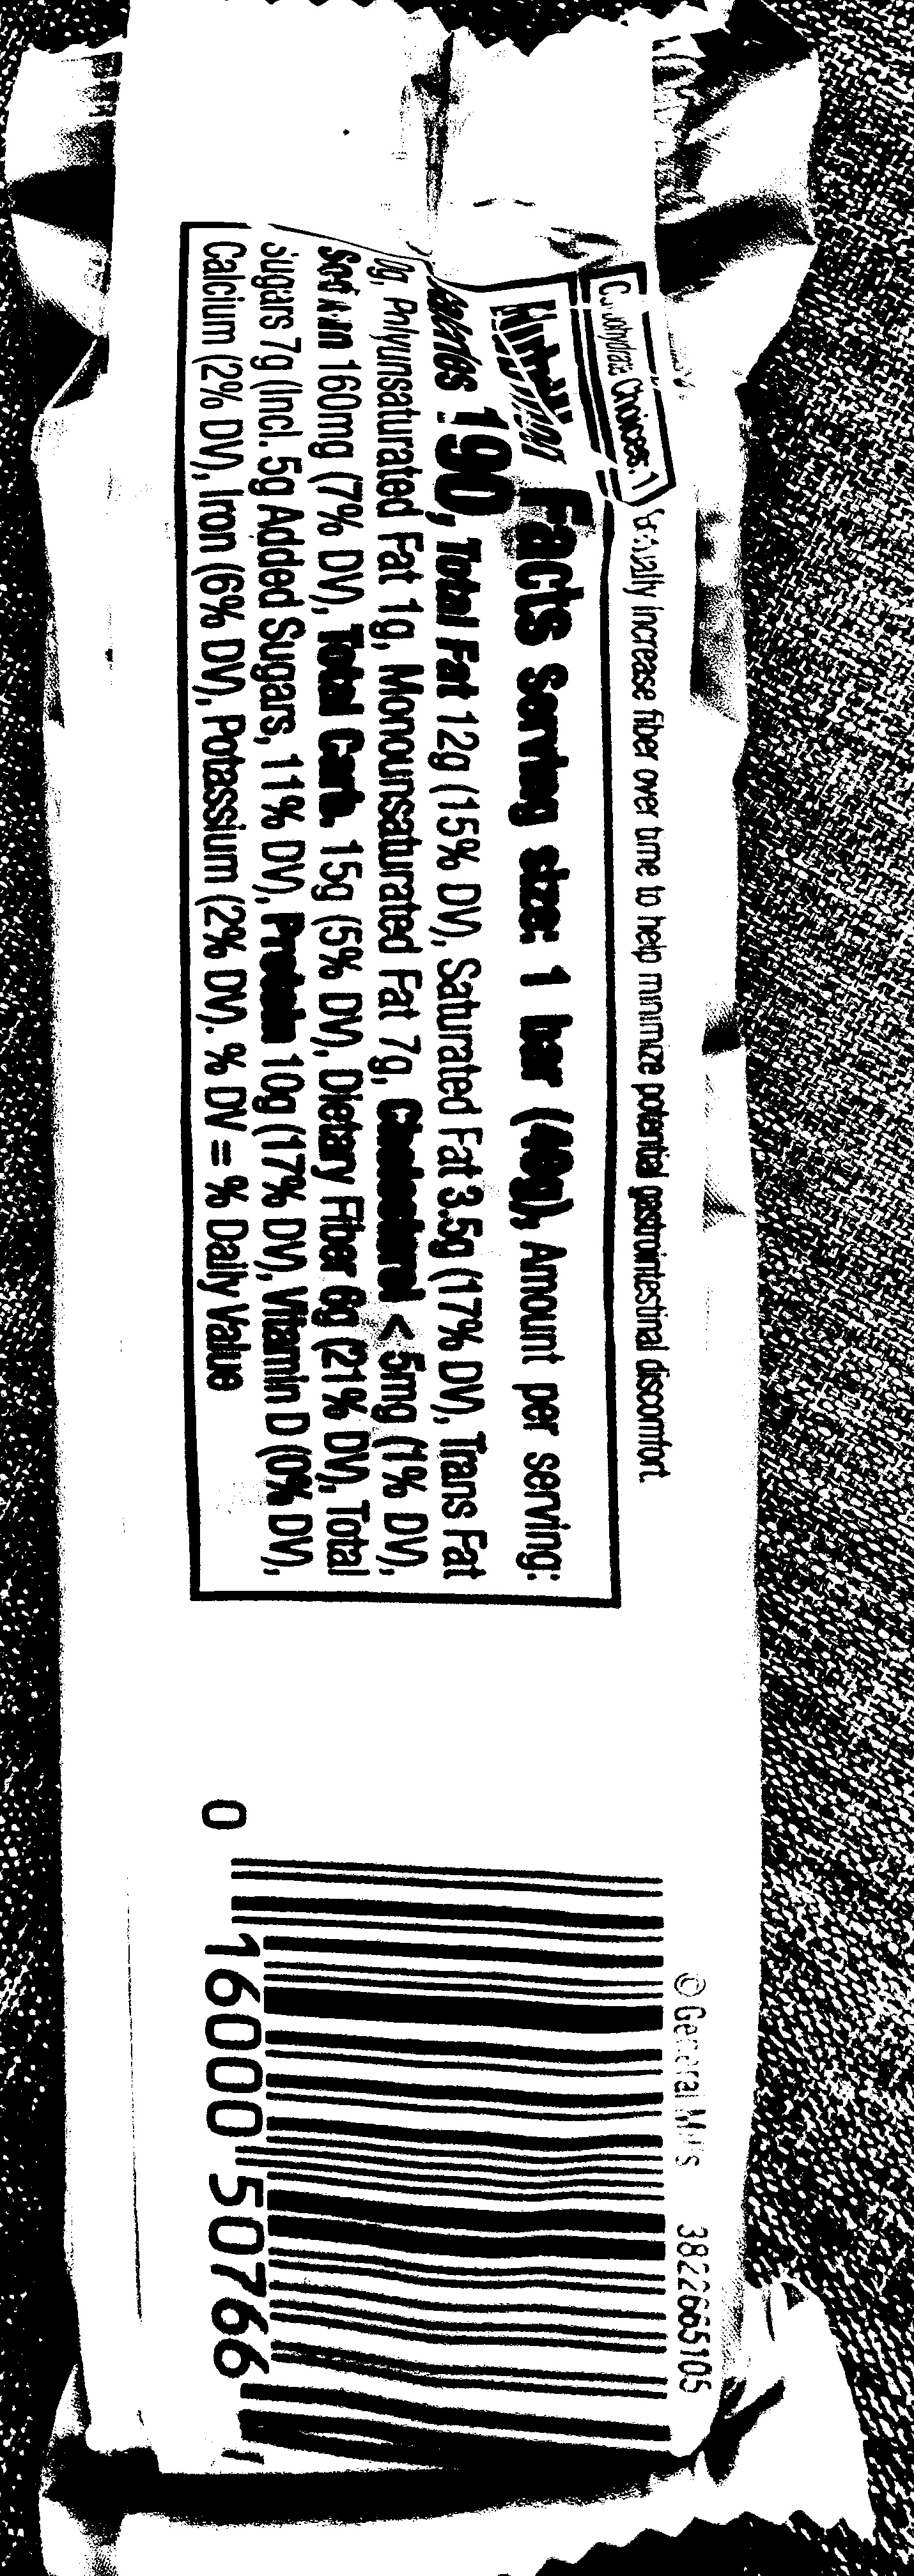 Carbohydrate Choices: 1
Gradually increase fiber over time to help minimize potential gastrointestinal discomfort.
Nutrition Facts Serving size: 1 bar (40g), Amount per serving:
Calories 190, Total Fat 12g (15% DV), Saturated Fat 3.5g (17% DV), Trans Fat
0g, Polyunsaturated Fat 1g, Monounsaturated Fat 7g, Cholesterol < 5mg (1% DV),
Sodium 160mg (7% DV), Total Carb. 15g (5% DV), Dietary Fiber 6g (21% DV), Total
Sugars 7g (Incl. 5g Added Sugars, 11% DV), Protein 10g (17% DV), Vitamin D (0% DV),
Calcium (2% DV), Iron (6% DV), Potassium (2% DV). % DV = % Daily Value
© General Mills 3822665105
0 16000 50766